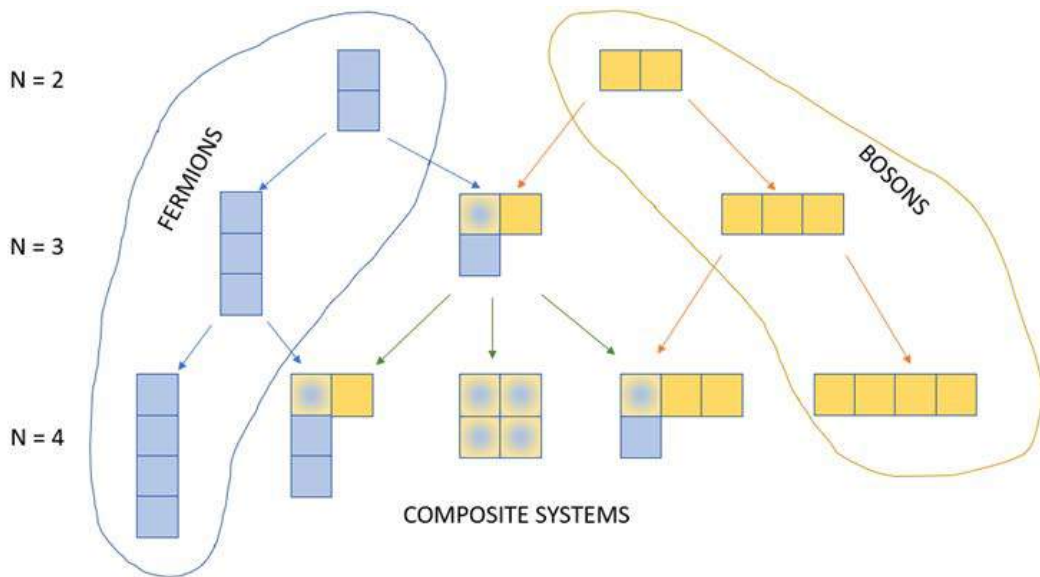 N = 2
FERMIONS
BOSONS
N = 3
N = 4
COMPOSITE SYSTEMS